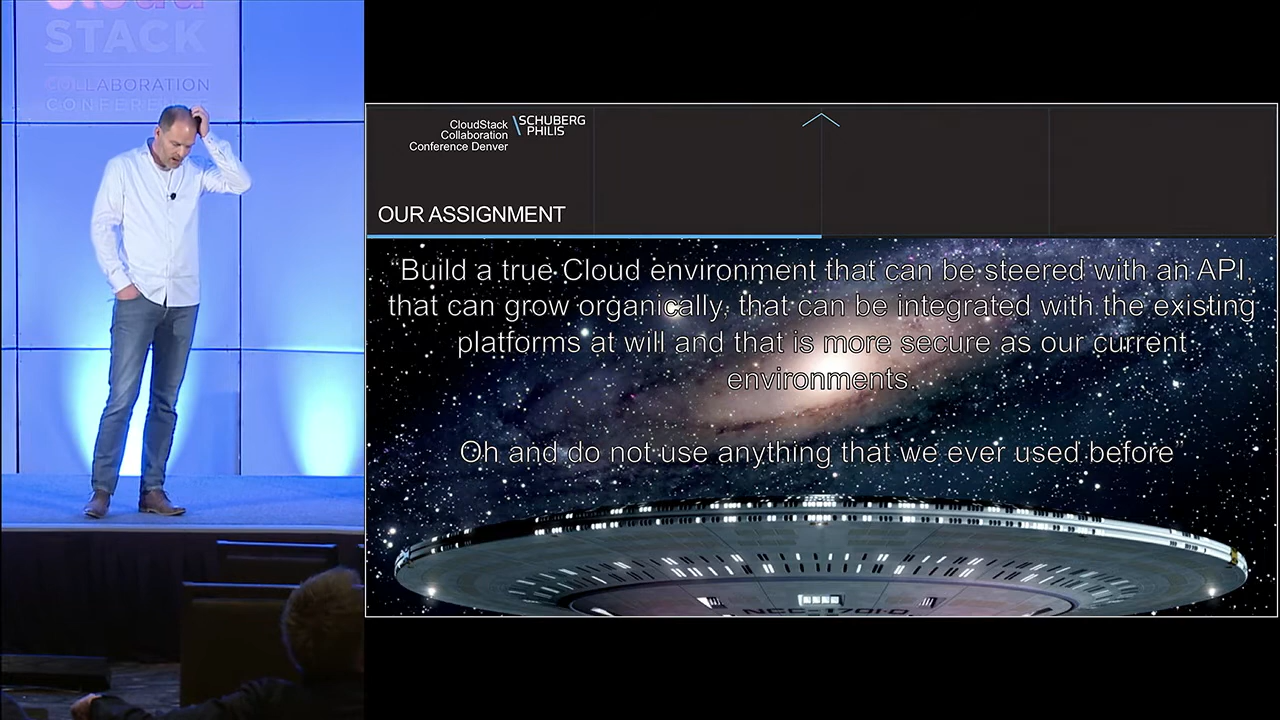 STACK
COLLABORATION
CONFERENCE
CloudStack
Collaboration
Conference Denver
SCHUBERG
PHILIS
OUR ASSIGNMENT
“Build a true Cloud environment that can be steered with an API,
that can grow organically, that can be integrated with the existing
platforms at will and that is more secure as our current
environments.
Oh and do not use anything that we ever used before”